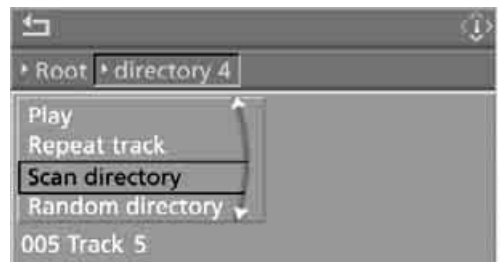 Root directory 4
Play
Repeat track
Scan directory
Random directory
005 Track 5